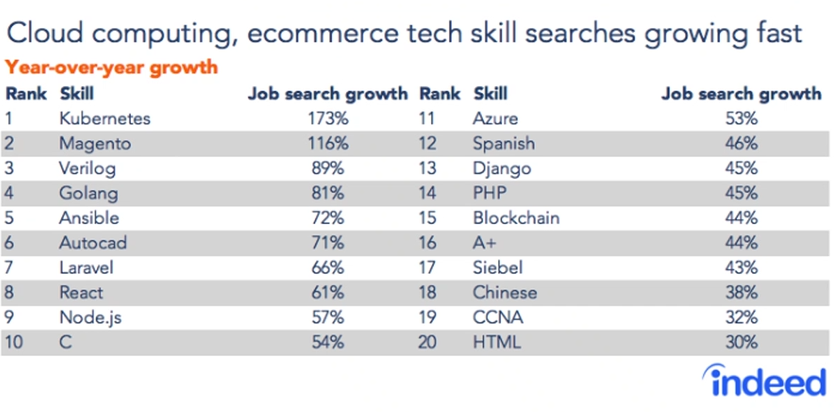 Cloud computing, ecommerce tech skill searches growing fast
Year-over-year growth
Rank Skill Job search growth Rank Skill Job search growth
1 Kubernetes 173% 11 Azure 53%
2 Magento 116% 12 Spanish 46%
3 Verilog 89% 13 Django 45%
4 Golang 81% 14 PHP 45%
5 Ansible 72% 15 Blockchain 44%
6 Autocad 71% 16 A+ 44%
7 Laravel 66% 17 Siebel 43%
8 React 61% 18 Chinese 38%
9 Node.js 57% 19 CCNA 32%
10 C 54% 20 HTML 30%
indeed